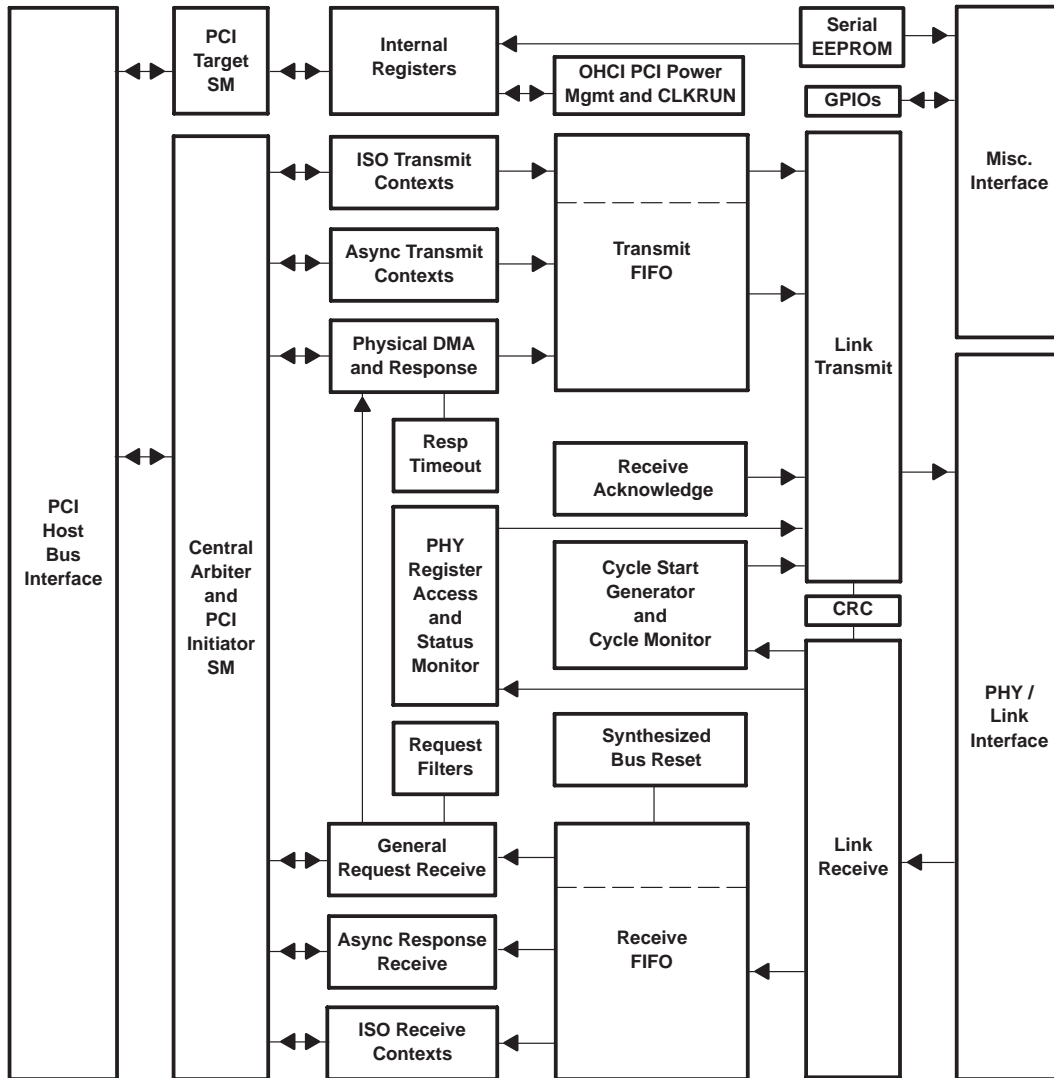 PCI
Target
SM
Internal
Registers
Serial
EEPROM
OHCI PCI Power
Mgmt and CLKRUN
GPIOs
Misc.
Interface
ISO Transmit
Contexts
Async Transmit
Contexts
Transmit
FIFO
Physical DMA
and Response
Link
Transmit
Resp
Timeout
Receive
Acknowledge
PCI
Host
Bus
Interface
Central
Arbiter
and
PCI
Initiator
SM
PHY
Register
Access
and
Status
Monitor
Cycle Start
Generator
and
Cycle Monitor
CRC
PHY /
Link
Interface
Request
Filters
Synthesized
Bus Reset
General
Request Receive
Link
Receive
Async Response
Receive
Receive
FIFO
ISO Receive
Contexts